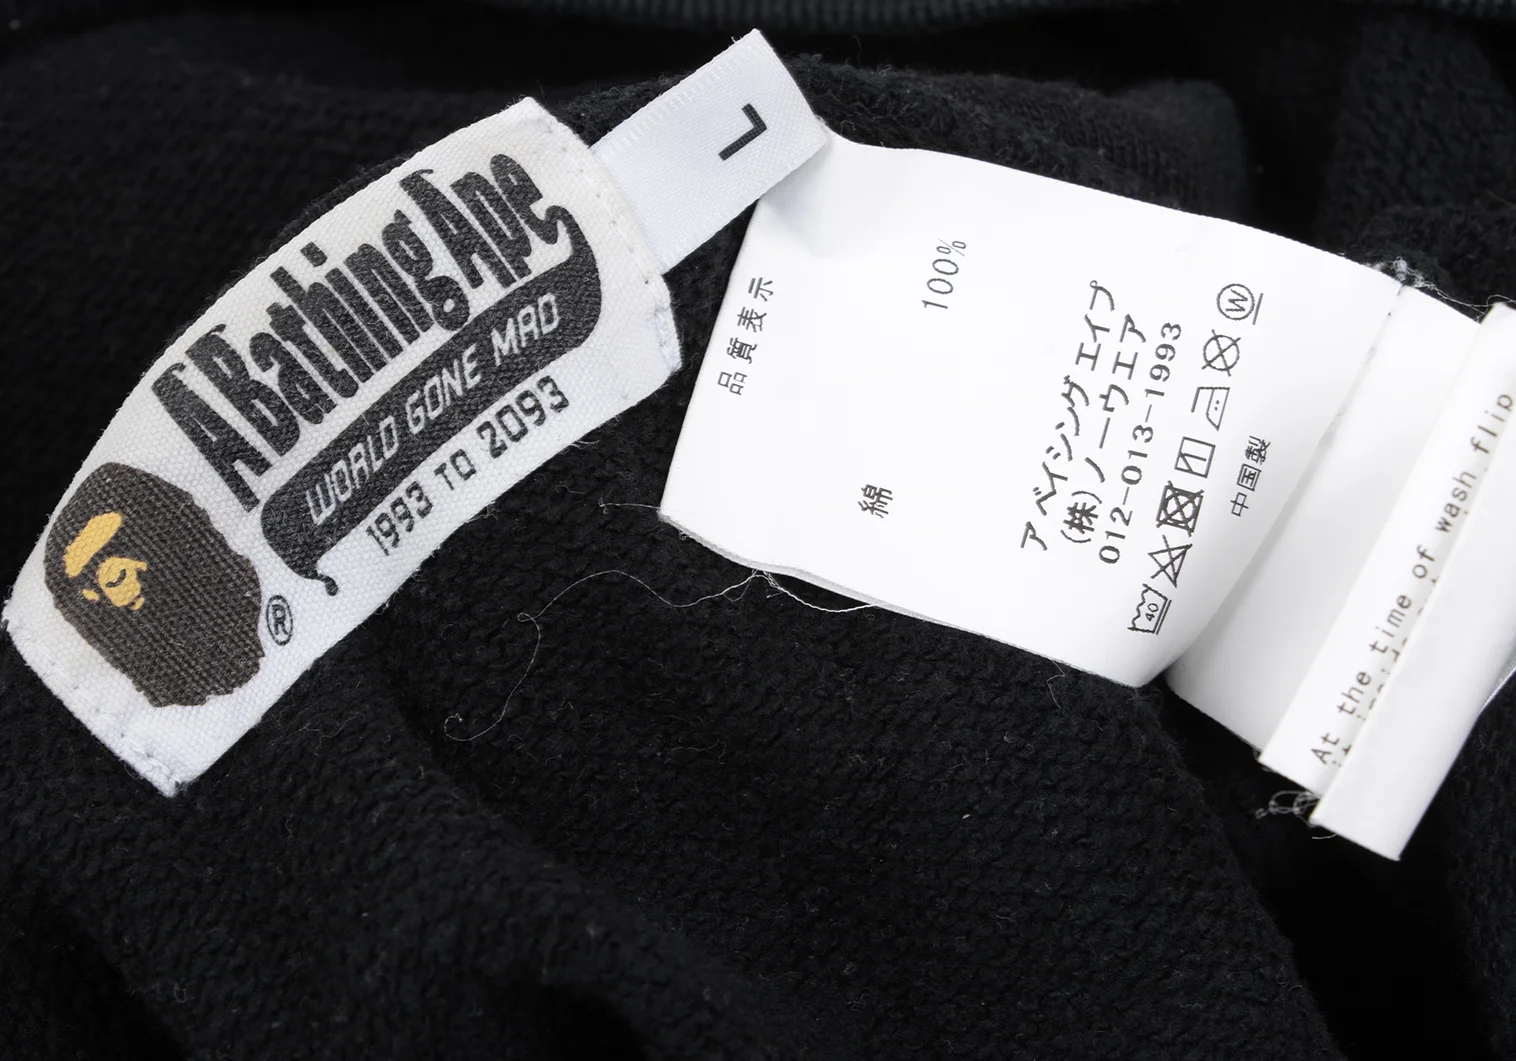 A Bathing Ape
WORLD GONE MAD
1993 TO 2093
®
L
品質表示
綿 100%
ア ベイシング エイプ
(株)ノーウエア
012-013-1993
40
W
中国製
At the time of wash flip